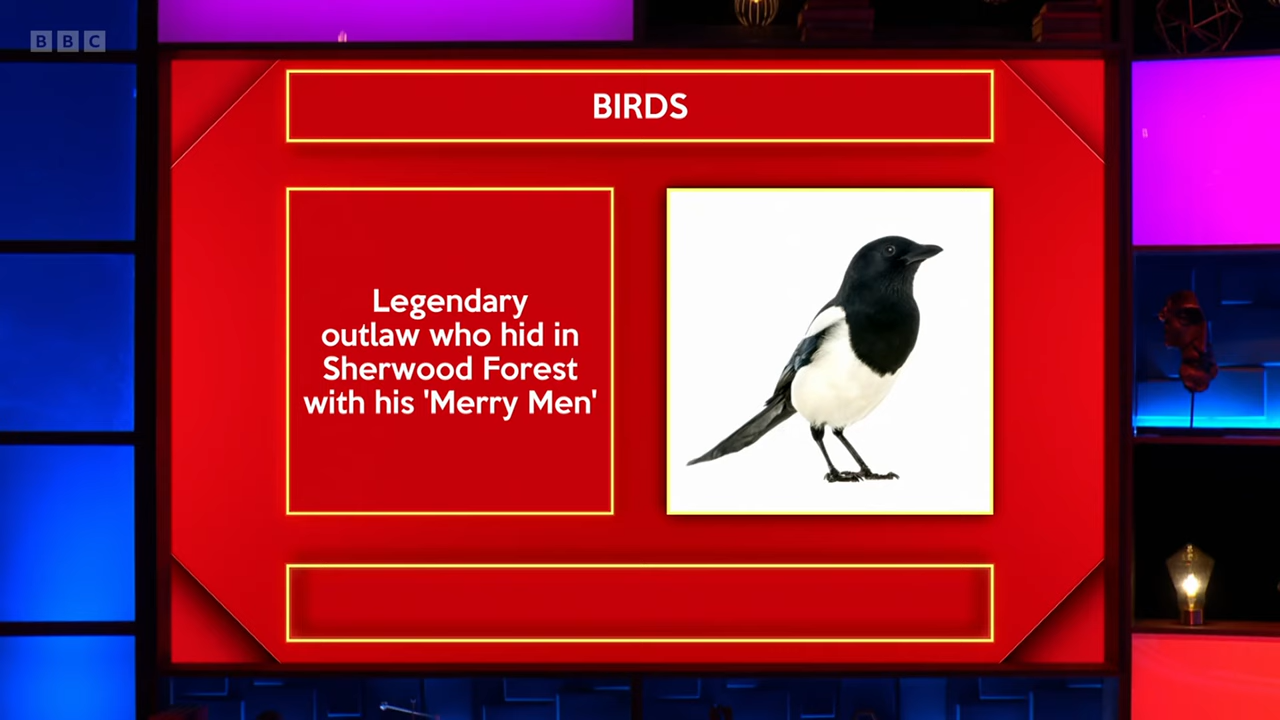 BBC
BIRDS
Legendary
outlaw who hid in
Sherwood Forest
with his 'Merry Men'